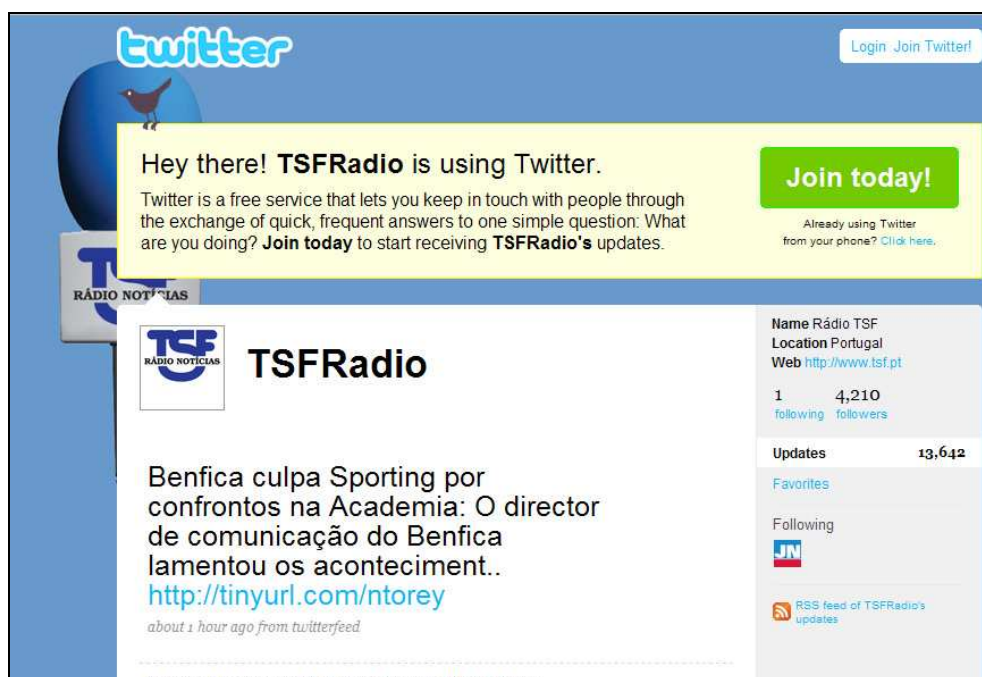 twitter
Login Join Twitter!
Hey there! TSFRadio is using Twitter.
Twitter is a free service that lets you keep in touch with people through
the exchange of quick, frequent answers to one simple question: What
are you doing? Join today to start receiving TSFRadio's updates.
Join today!
Already using Twitter
from your phone? Click here.
TSF
RÁDIO NOTÍCIAS
TSF
RÁDIO NOTÍCIAS
TSFRadio
Benfica culpa Sporting por
confrontos na Academia: O director
de comunicação do Benfica
lamentou os aconteciment..
http://tinyurl.com/ntorey
about 1 hour ago from twitterfeed
Name Rádio TSF
Location Portugal
Web http://www.tsf.pt
1 4,210
following followers
Updates 13,642
Favorites
Following
JN
RSS feed of TSFRadio's
updates